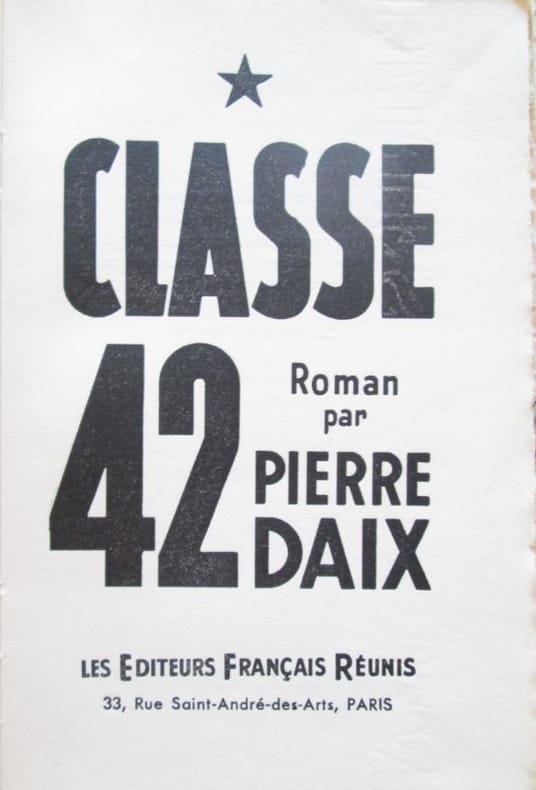 CLASSE
42
Roman
par
PIERRE
DAIX
LES EDITEURS FRANÇAIS RÉUNIS
33, Rue Saint-André-des-Arts, PARIS